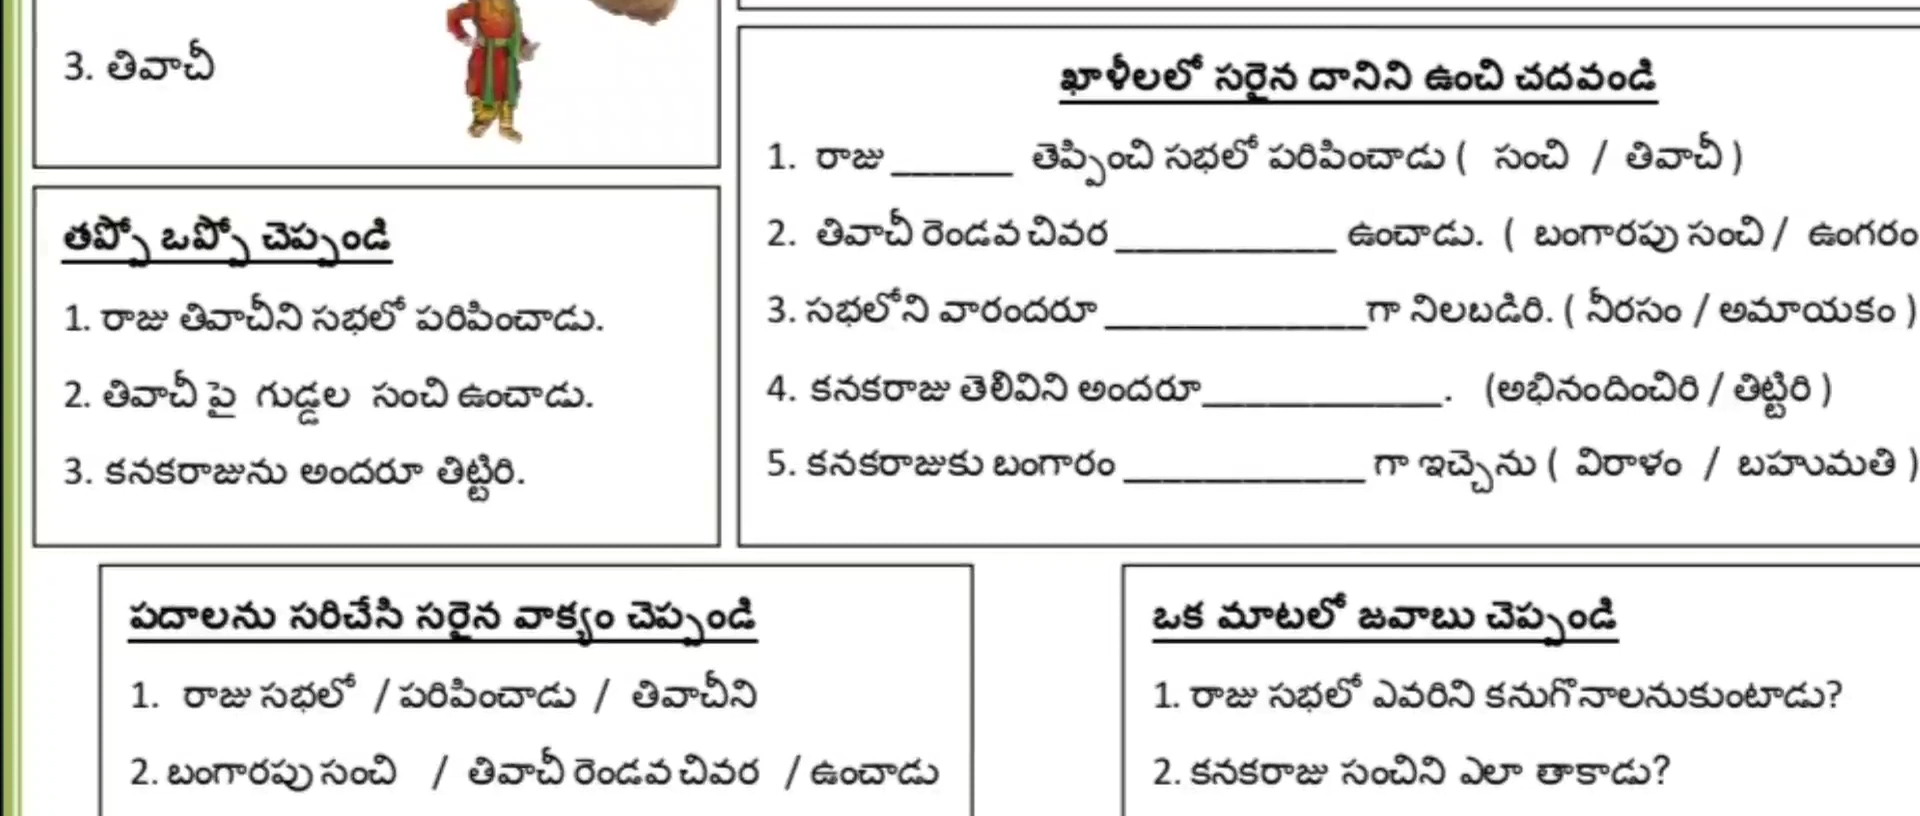 3. తివాచీ
తప్పో ఒప్పో చెప్పండి
1. రాజు తివాచీని సభలో పరిపించాడు.
2. తివాచీ పై గుడ్డల సంచి ఉంచాడు.
3. కనకరాజును అందరూ తిట్టిరి.
ఖాళీలలో సరైన దానిని ఉంచి చదవండి
1. రాజు ______ తెప్పించి సభలో పరిపించాడు ( సంచి / తివాచీ )
2. తివాచీ రెండవ చివర ___________ ఉంచాడు. ( బంగారపు సంచి / ఉంగరం
3. సభలోని వారందరూ _____________గా నిలబడిరి. ( నీరసం / అమాయకం )
4. కనకరాజు తెలివిని అందరూ____________. (అభినందించిరి / తిట్టిరి )
5. కనకరాజుకు బంగారం ____________ గా ఇచ్చెను ( విరాళం / బహుమతి )
పదాలను సరిచేసి సరైన వాక్యం చెప్పండి
1. రాజు సభలో / పరిపించాడు / తివాచీని
2. బంగారపు సంచి / తివాచీ రెండవ చివర / ఉంచాడు
ఒక మాటలో జవాబు చెప్పండి
1. రాజు సభలో ఎవరిని కనుగొనాలనుకుంటాడు?
2. కనకరాజు సంచిని ఎలా తాకాడు?